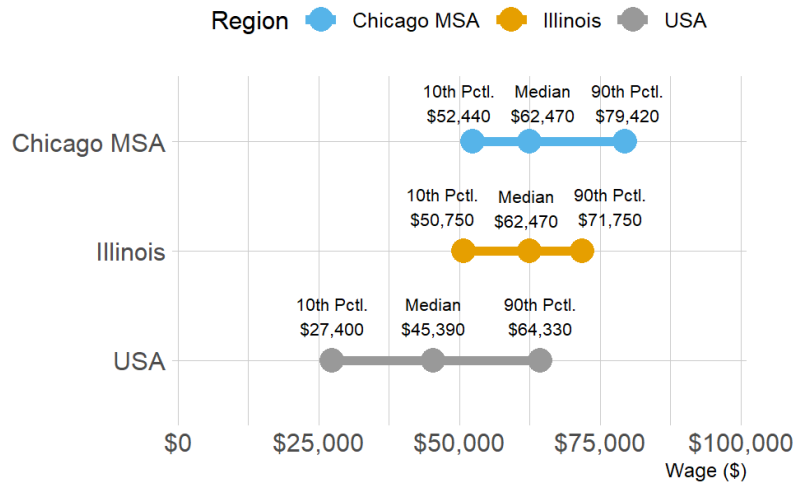 Region Chicago MSA Illinois USA
10th Pctl. Median 90th Pctl.
$52,440 $62,470 $79,420
Chicago MSA
10th Pctl. Median 90th Pctl.
$50,750 $62,470 $71,750
Illinois
10th Pctl. Median 90th Pctl.
$27,400 $45,390 $64,330
USA
$0 $25,000 $50,000 $75,000 $100,000
Wage ($)